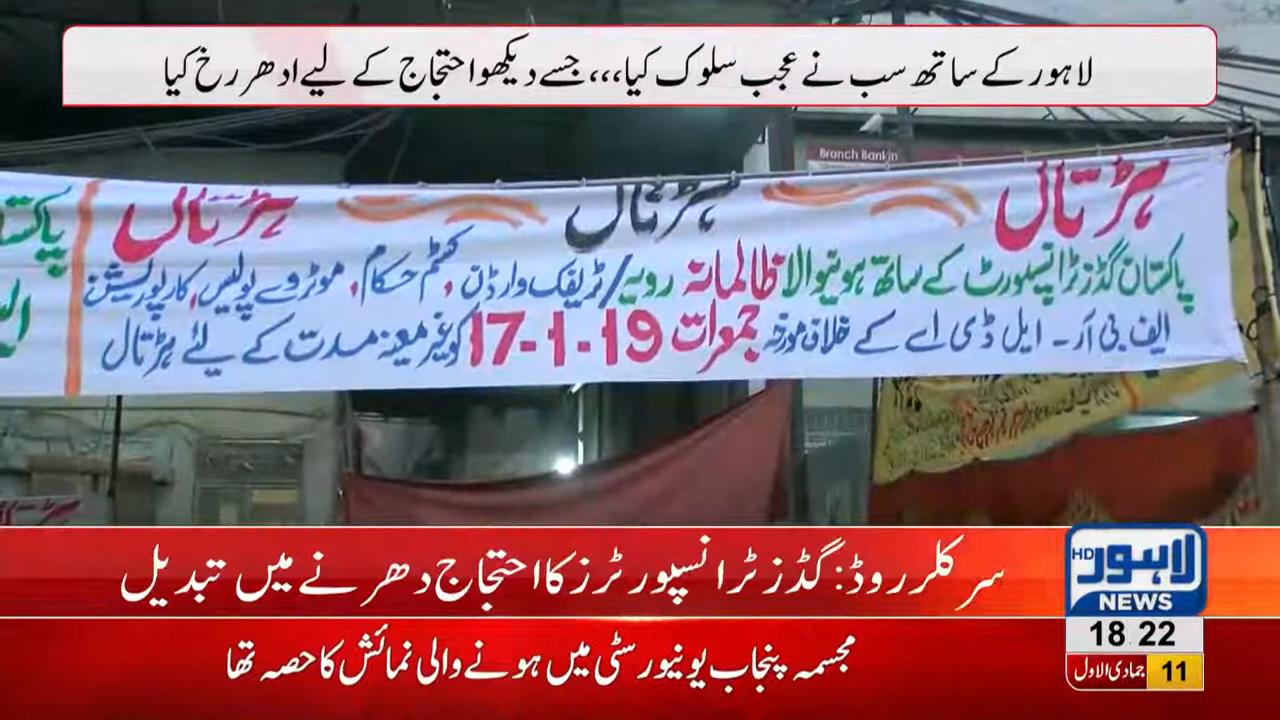 لاہور کے ساتھ سب نے عجب سلوک کیا،،، جسے دیکھو احتجاج کے لیے ادھر رخ کیا
Branch Bankin
ہڑتال ہڑتال ہڑتال
پاکستان گڈز ٹرانسپورٹ کے ساتھ ہونیوالا ظالمانہ رویہ/ٹریفک وارڈن، کسٹم حکام، موٹروے پولیس، کارپوریشن
ایف بی آر۔ ایل ڈی اے کے خلاف مورخہ جمعرات 17-1-19 کو غیر معینہ مدت کے لئے ہڑتال
سرکلر روڈ: گڈز ٹرانسپورٹرز کا احتجاج دھرنے میں تبدیل
لاہور HD
NEWS
18 22
11 جمادی الاول
مجسمہ پنجاب یونیورسٹی میں ہونے والی نمائش کا حصہ تھا